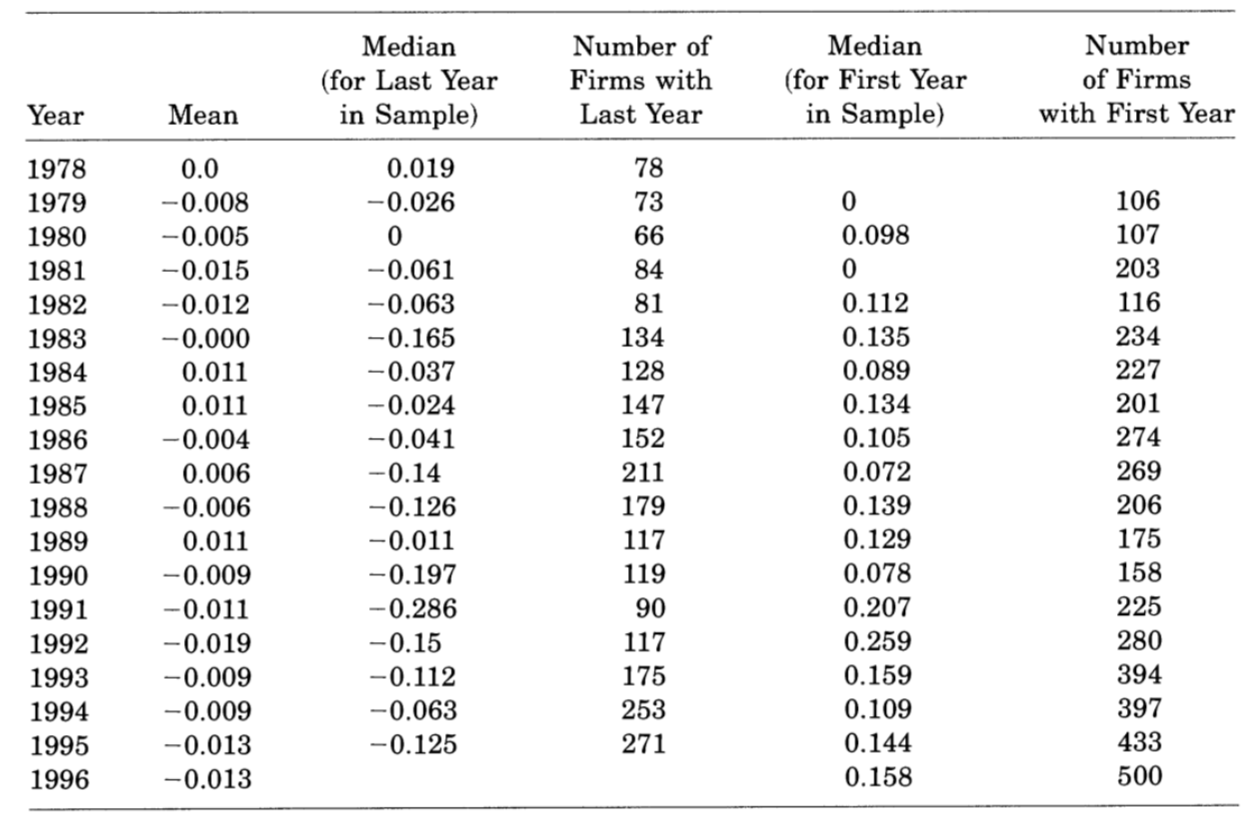 Median Number of Median Number
(for Last Year Firms with (for First Year of Firms
Year Mean in Sample) Last Year in Sample) with First Year
1978 0.0 0.019 78
1979 −0.008 −0.026 73 0 106
1980 −0.005 0 66 0.098 107
1981 −0.015 −0.061 84 0 203
1982 −0.012 −0.063 81 0.112 116
1983 −0.000 −0.165 134 0.135 234
1984 0.011 −0.037 128 0.089 227
1985 0.011 −0.024 147 0.134 201
1986 −0.004 −0.041 152 0.105 274
1987 0.006 −0.14 211 0.072 269
1988 −0.006 −0.126 179 0.139 206
1989 0.011 −0.011 117 0.129 175
1990 −0.009 −0.197 119 0.078 158
1991 −0.011 −0.286 90 0.207 225
1992 −0.019 −0.15 117 0.259 280
1993 −0.009 −0.112 175 0.159 394
1994 −0.009 −0.063 253 0.109 397
1995 −0.013 −0.125 271 0.144 433
1996 −0.013 0.158 500